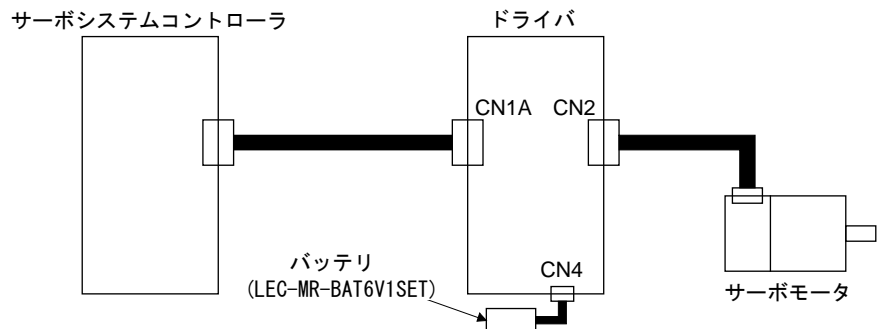 サーボシステムコントローラ
ドライバ
CN1A
CN2
バッテリ
(LEC-MR-BAT6V1SET)
CN4
サーボモータ